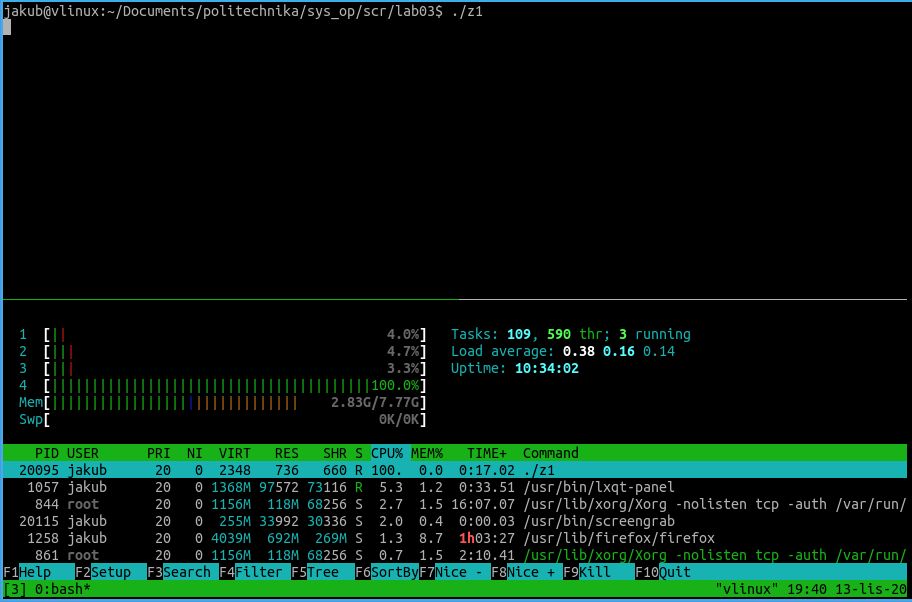 jakub@vlinux:~/Documents/politechnika/sys_op/scr/lab03$ ./z1
1 [|| 4.0%] Tasks: 109, 590 thr; 3 running
2 [||| 4.7%] Load average: 0.38 0.16 0.14
3 [||| 3.3%] Uptime: 10:34:02
4 [||||||||||||||||||||||||||||||||||||||||100.0%]
Mem[||||||||||||||||||||||||||||||| 2.83G/7.77G]
Swp[ 0K/0K]
PID USER PRI NI VIRT RES SHR S CPU% MEM% TIME+ Command
20095 jakub 20 0 2348 736 660 R 100. 0.0 0:17.02 ./z1
1057 jakub 20 0 1368M 97572 73116 R 5.3 1.2 0:33.51 /usr/bin/lxqt-panel
844 root 20 0 1156M 118M 68256 S 2.7 1.5 16:07.07 /usr/lib/xorg/Xorg -nolisten tcp -auth /var/run/
20115 jakub 20 0 255M 33992 30336 S 2.0 0.4 0:00.03 /usr/bin/screengrab
1258 jakub 20 0 4039M 692M 269M S 1.3 8.7 1h03:27 /usr/lib/firefox/firefox
861 root 20 0 1156M 118M 68256 S 0.7 1.5 2:10.41 /usr/lib/xorg/Xorg -nolisten tcp -auth /var/run/
F1Help F2Setup F3Search F4Filter F5Tree F6SortByF7Nice - F8Nice + F9Kill F10Quit
[3] 0:bash* "vlinux" 19:40 13-lis-20